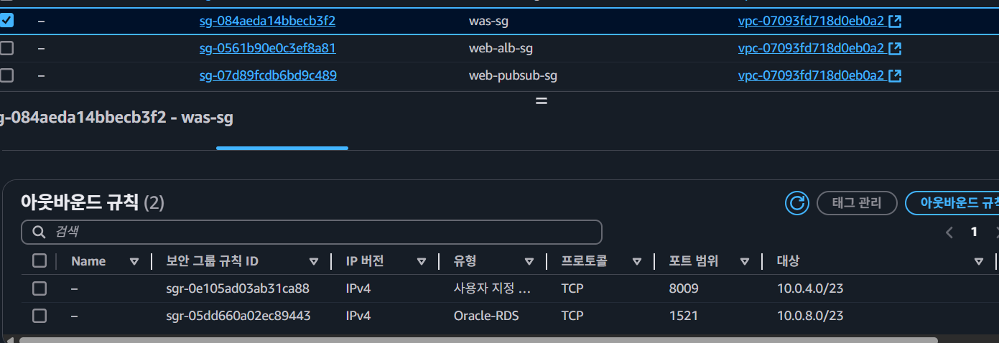 – sg-084aeda14bbecb3f2 was-sg vpc-07093fd718d0eb0a2
– sg-0561b90e0c3ef8a81 web-alb-sg vpc-07093fd718d0eb0a2
– sg-07d89fcdb6bd9c489 web-pubsub-sg vpc-07093fd718d0eb0a2
g-084aeda14bbecb3f2 - was-sg
아웃바운드 규칙 (2) 태그 관리 아웃바운드 규칙
검색 1
Name 보안 그룹 규칙 ID IP 버전 유형 프로토콜 포트 범위 대상
– sgr-0e105ad03ab31ca88 IPv4 사용자 지정 ... TCP 8009 10.0.4.0/23
– sgr-05dd660a02ec89443 IPv4 Oracle-RDS TCP 1521 10.0.8.0/23